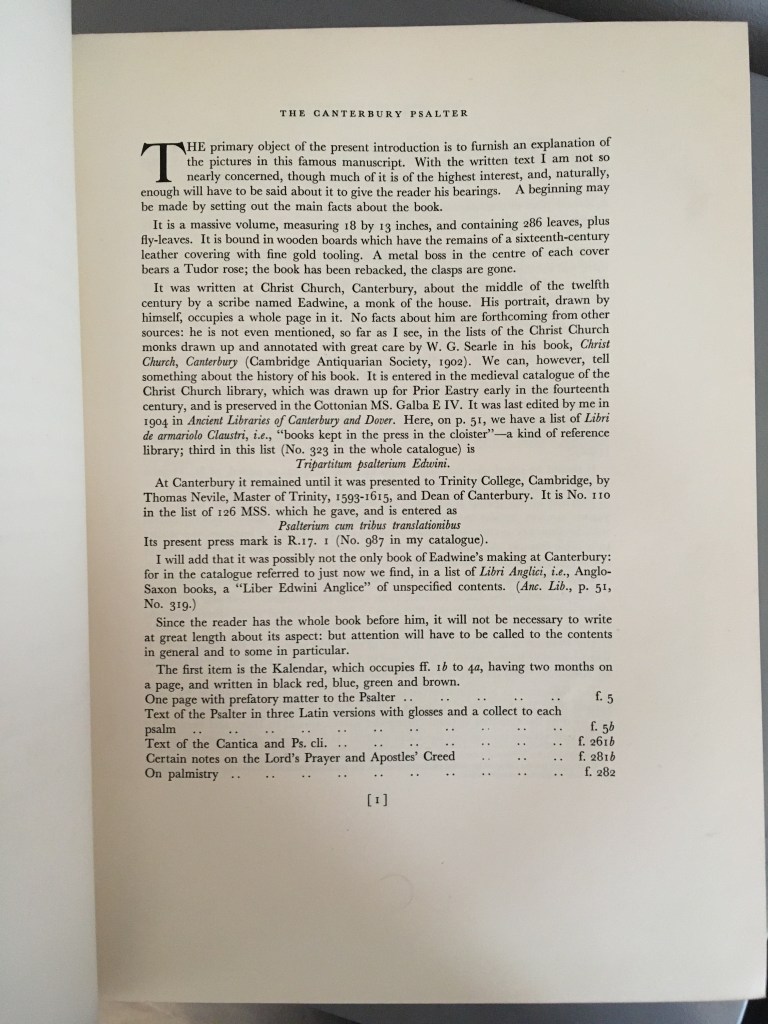 THE CANTERBURY PSALTER
THE primary object of the present introduction is to furnish an explanation of
the pictures in this famous manuscript. With the written text I am not so
nearly concerned, though much of it is of the highest interest, and, naturally,
enough will have to be said about it to give the reader his bearings. A beginning may
be made by setting out the main facts about the book.
It is a massive volume, measuring 18 by 13 inches, and containing 286 leaves, plus
fly-leaves. It is bound in wooden boards which have the remains of a sixteenth-century
leather covering with fine gold tooling. A metal boss in the centre of each cover
bears a Tudor rose; the book has been rebacked, the clasps are gone.
It was written at Christ Church, Canterbury, about the middle of the twelfth
century by a scribe named Eadwine, a monk of the house. His portrait, drawn by
himself, occupies a whole page in it. No facts about him are forthcoming from other
sources: he is not even mentioned, so far as I see, in the lists of the Christ Church
monks drawn up and annotated with great care by W. G. Searle in his book, Christ
Church, Canterbury (Cambridge Antiquarian Society, 1902). We can, however, tell
something about the history of his book. It is entered in the medieval catalogue of the
Christ Church library, which was drawn up for Prior Eastry early in the fourteenth
century, and is preserved in the Cottonian MS. Galba E IV. It was last edited by me in
1904 in Ancient Libraries of Canterbury and Dover. Here, on p. 51, we have a list of Libri
de armariolo Claustri, i.e., "books kept in the press in the cloister"—a kind of reference
library; third in this list (No. 323 in the whole catalogue) is
Tripartitum psalterium Edwini.
At Canterbury it remained until it was presented to Trinity College, Cambridge, by
Thomas Nevile, Master of Trinity, 1593-1615, and Dean of Canterbury. It is No. 110
in the list of 126 MSS. which he gave, and is entered as
Psalterium cum tribus translationibus
Its present press mark is R.17. 1 (No. 987 in my catalogue).
I will add that it was possibly not the only book of Eadwine's making at Canterbury:
for in the catalogue referred to just now we find, in a list of Libri Anglici, i.e., Anglo-
Saxon books, a "Liber Edwini Anglice" of unspecified contents. (Anc. Lib., p. 51,
No. 319.)
Since the reader has the whole book before him, it will not be necessary to write
at great length about its aspect: but attention will have to be called to the contents
in general and to some in particular.
The first item is the Kalendar, which occupies ff. 1b to 4a, having two months on
a page, and written in black red, blue, green and brown.
One page with prefatory matter to the Psalter .. .. .. .. .. f. 5
Text of the Psalter in three Latin versions with glosses and a collect to each
psalm .. .. .. .. .. .. .. .. .. .. .. f. 5b
Text of the Cantica and Ps. cli. .. .. .. .. .. .. .. f. 261b
Certain notes on the Lord's Prayer and Apostles' Creed .. .. .. f. 281b
On palmistry .. .. .. .. .. .. .. .. .. .. f. 282
[1]